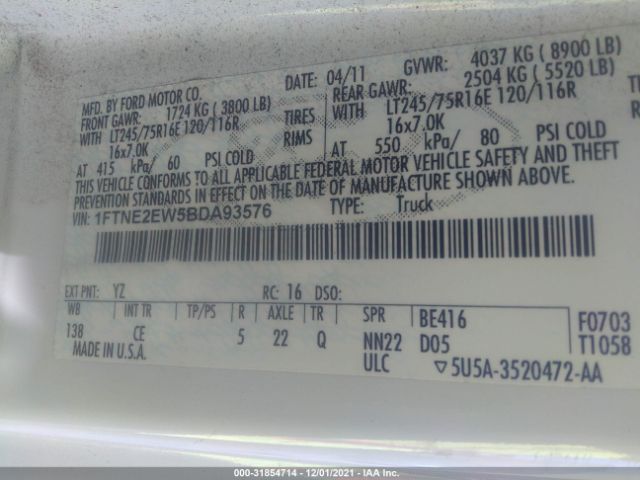 MFD. BY FORD MOTOR CO. DATE: 04/11 GVWR: 4037 KG ( 8900 LB)
FRONT GAWR: 1724 KG ( 3800 LB) REAR GAWR: 2504 KG ( 5520 LB)
WITH LT245/75R16E 120/116R TIRES WITH LT245/75R16E 120/116R TIRES
16x7.0K RIMS 16x7.0K RIMS
AT 415 kPa/ 60 PSI COLD AT 550 kPa/ 80 PSI COLD
THIS VEHICLE CONFORMS TO ALL APPLICABLE FEDERAL MOTOR VEHICLE SAFETY AND THEFT
PREVENTION STANDARDS IN EFFECT ON THE DATE OF MANUFACTURE SHOWN ABOVE.
VIN: 1FTNE2EW5BDA93576 TYPE: Truck
EXT PNT: YZ RC: 16 DSO:
WB INT TR TP/PS R AXLE TR SPR BE416 F0703
138 CE 5 22 Q NN22 D05 T1058
MADE IN U.S.A. ULC ▽5U5A-3520472-AA
000-31854714 - 12/01/2021 - IAA Inc.